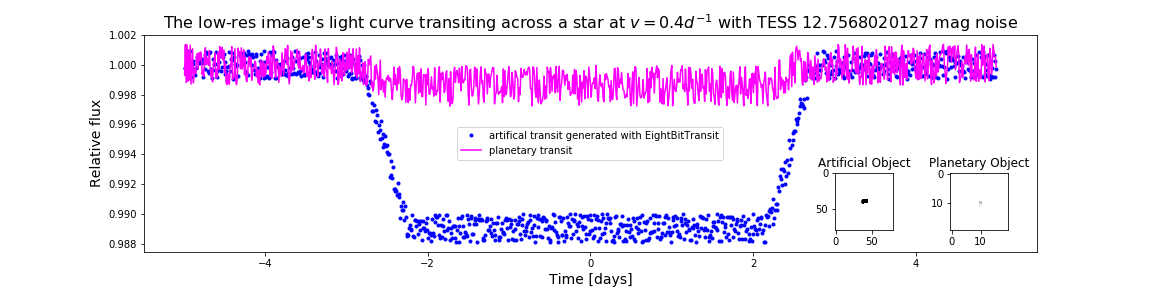 The low-res image's light curve transiting across a star at v = 0.4d⁻¹ with TESS 12.7568020127 mag noise
1.002
1.000
0.998
0.996
0.994
0.992
0.990
0.988
Relative flux
artifical transit generated with EightBitTransit
planetary transit
Artificial Object
0
50
0 50
Planetary Object
0
10
0 10
−4 −2 0 2 4
Time [days]